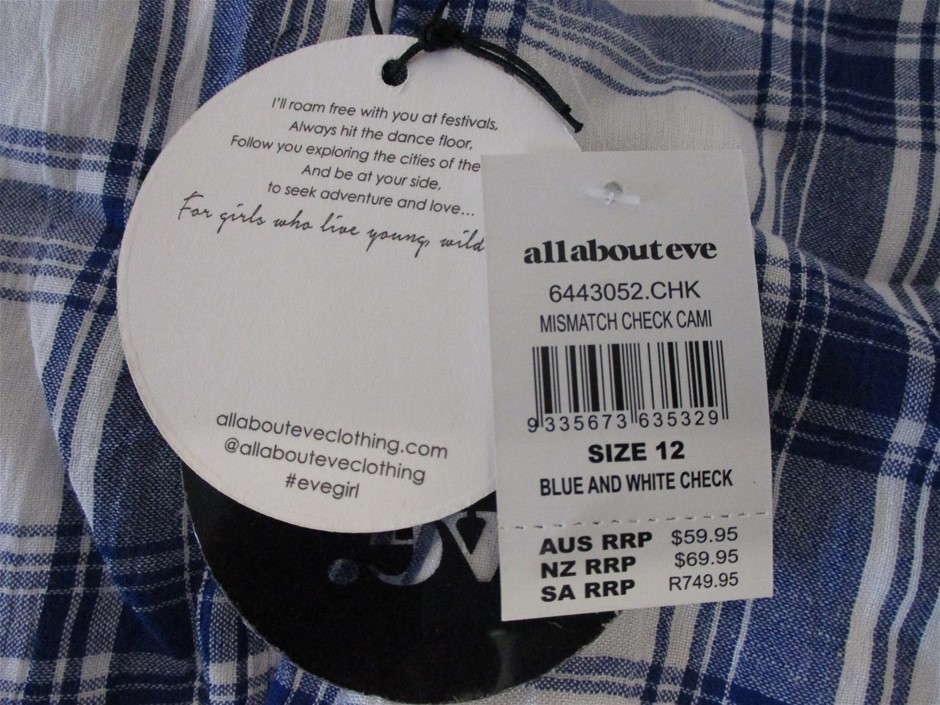 I'll roam free with you at festivals,
Always hit the dance floor,
Follow you exploring the cities of the
And be at your side,
to seek adventure and love...
For girls who live young, wild
allabouteveclothing.com
@allabouteveclothing
#evegirl
allabouteve
6443052.CHK
MISMATCH CHECK CAMI
9 335673 635329
SIZE 12
BLUE AND WHITE CHECK
AUS RRP $59.95
NZ RRP $69.95
SA RRP R749.95